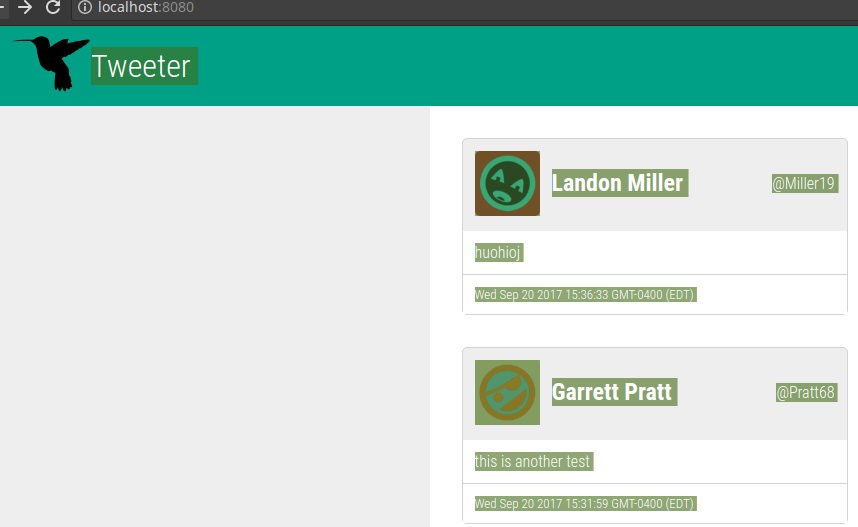 localhost:8080
Tweeter
Landon Miller @Miller19
huohioj
Wed Sep 20 2017 15:36:33 GMT-0400 (EDT)
Garrett Pratt @Pratt68
this is another test
Wed Sep 20 2017 15:31:59 GMT-0400 (EDT)